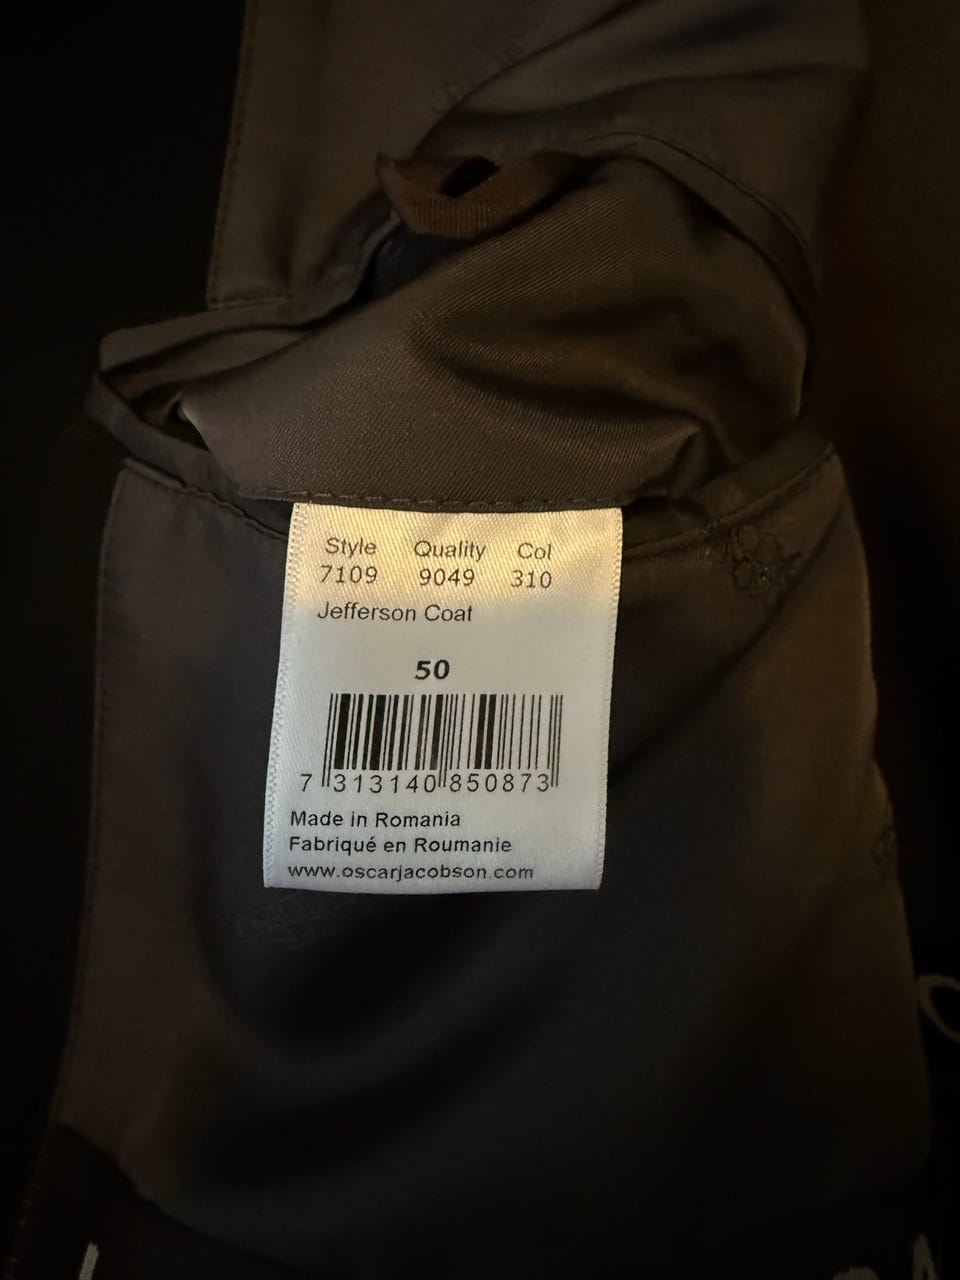 Style Quality Col
7109 9049 310
Jefferson Coat
50
7 313140 850873
Made in Romania
Fabriqué en Roumanie
www.oscarjacobson.com